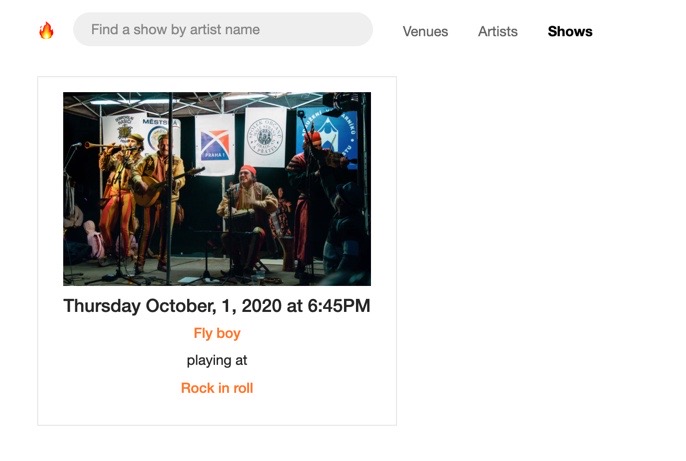 Find a show by artist name
Venues
Artists
Shows
PRAHA 1
Thursday October, 1, 2020 at 6:45PM
Fly boy
playing at
Rock in roll